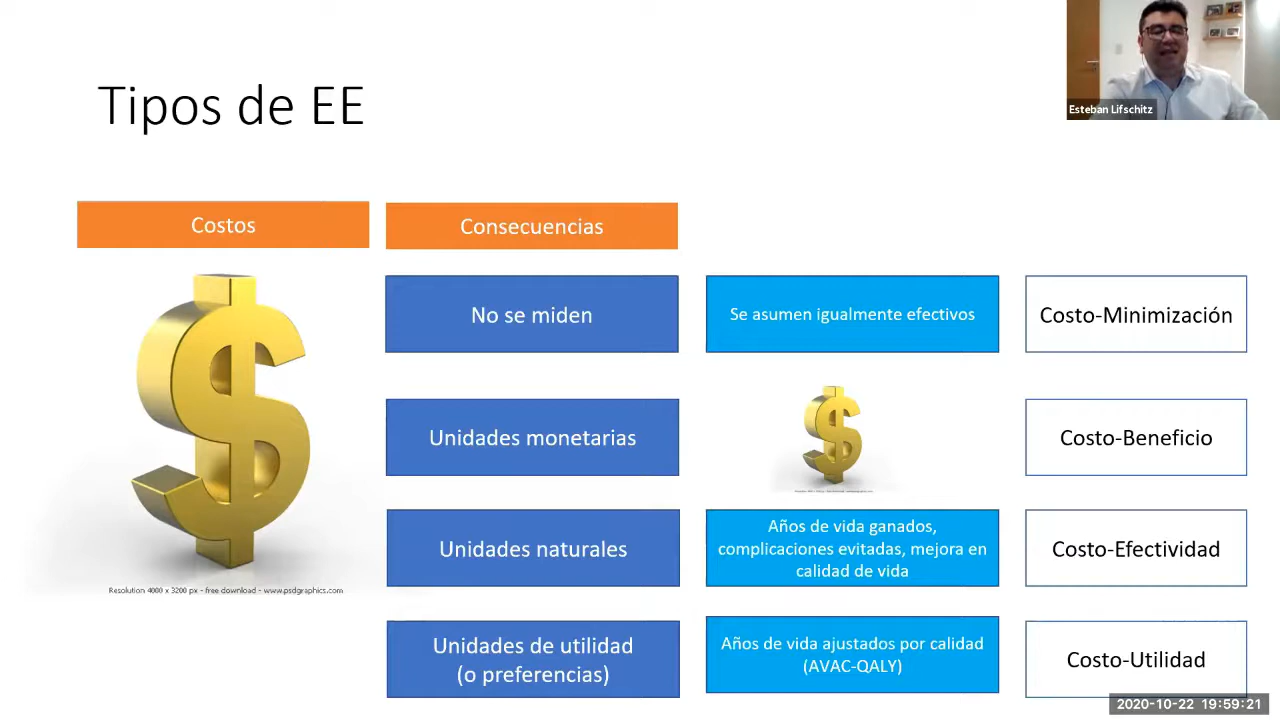 Esteban Lifschitz
Tipos de EE
Costos
Consecuencias
No se miden
Se asumen igualmente efectivos
Costo-Minimización
Unidades monetarias
Costo-Beneficio
Unidades naturales
Años de vida ganados,
complicaciones evitadas, mejora en
calidad de vida
Costo-Efectividad
Resolution 4000 x 3200 px - free download - www.psdgraphics.com
Unidades de utilidad
(o preferencias)
Años de vida ajustados por calidad
(AVAC-QALY)
Costo-Utilidad
2020-10-22 19:59:21